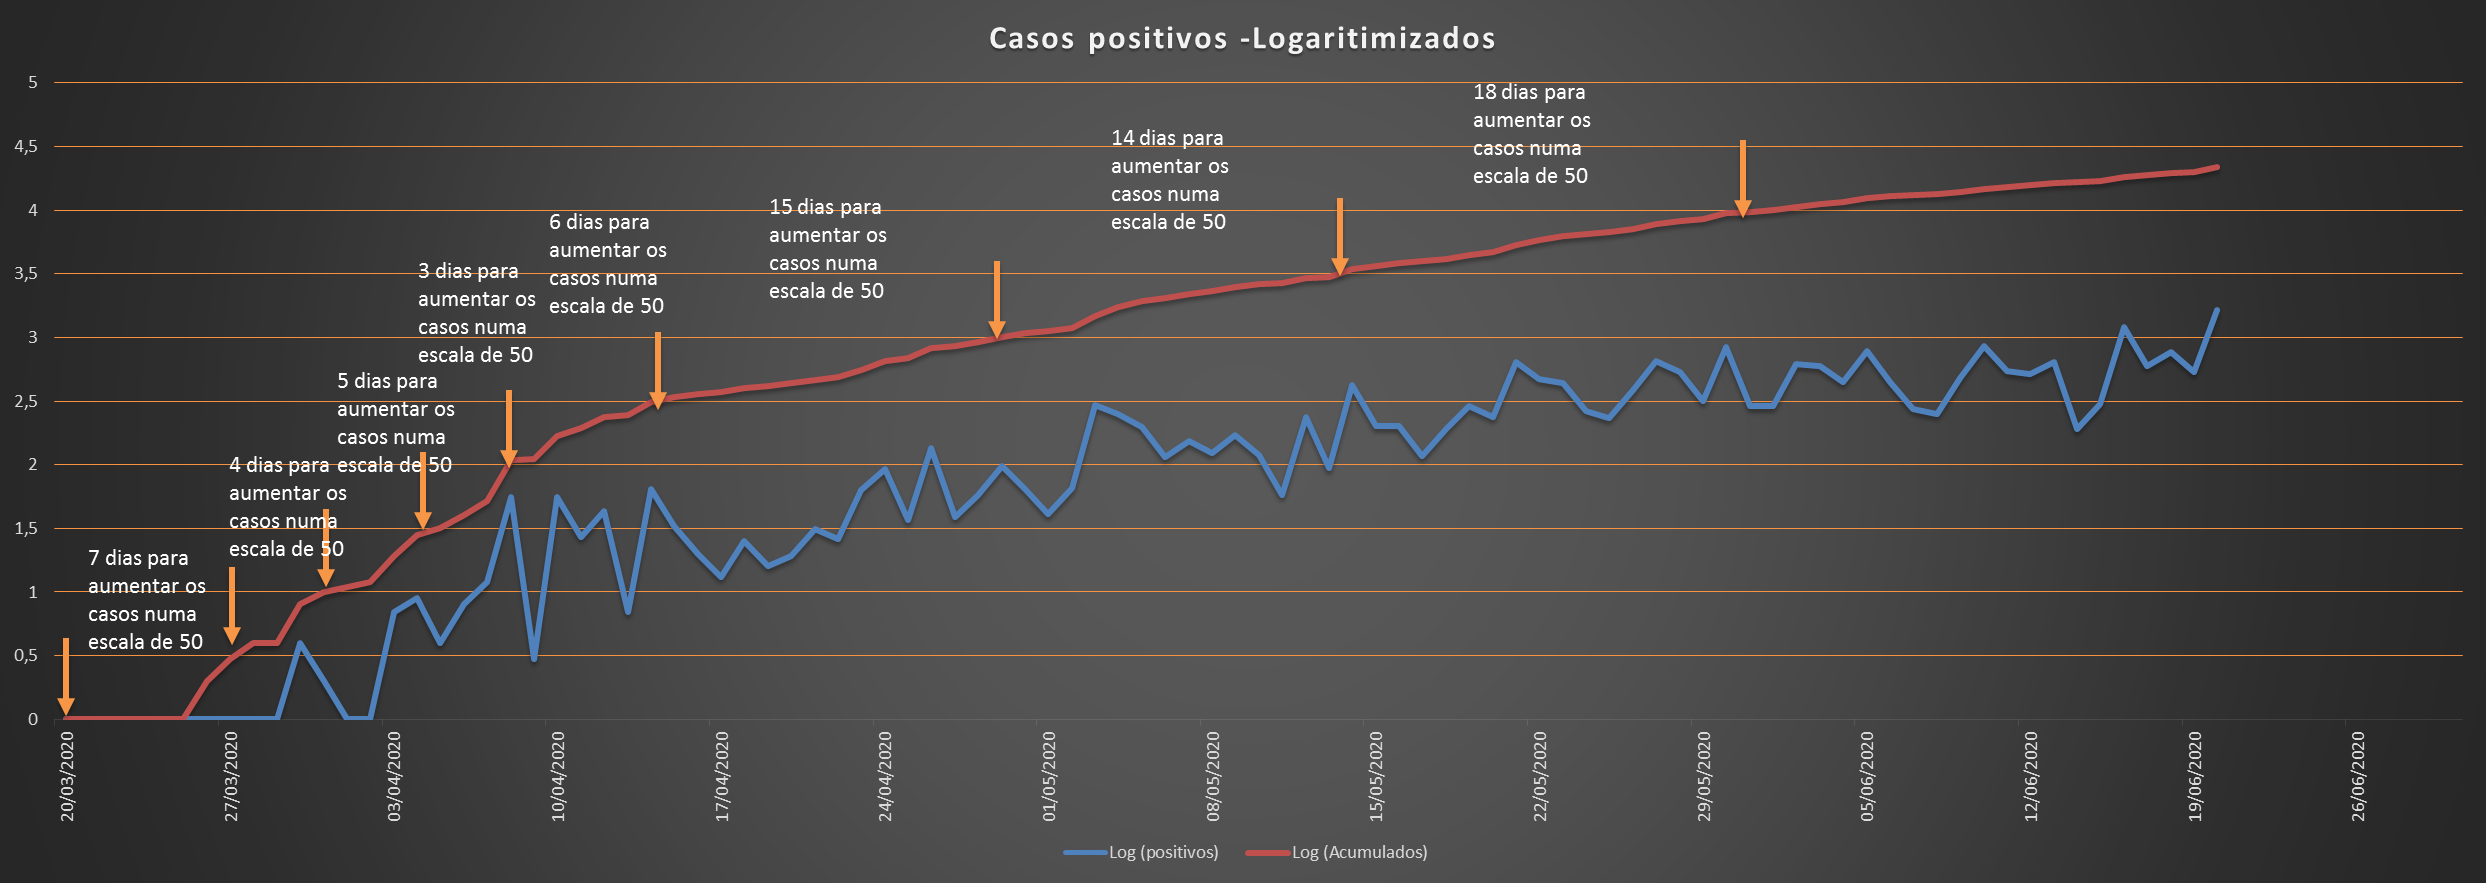 Casos positivos -Logaritimizados
5
4,5
4
3,5
3
2,5
2
1,5
1
0,5
0
7 dias para
aumentar os
casos numa
escala de 50
4 dias para
aumentar os
casos numa
escala de 50
5 dias para
aumentar os
casos numa
escala de 50
3 dias para
aumentar os
casos numa
escala de 50
6 dias para
aumentar os
casos numa
escala de 50
15 dias para
aumentar os
casos numa
escala de 50
14 dias para
aumentar os
casos numa
escala de 50
18 dias para
aumentar os
casos numa
escala de 50
20/03/2020
27/03/2020
03/04/2020
10/04/2020
17/04/2020
24/04/2020
01/05/2020
08/05/2020
15/05/2020
22/05/2020
29/05/2020
05/06/2020
12/06/2020
19/06/2020
26/06/2020
Log (positivos)
Log (Acumulados)